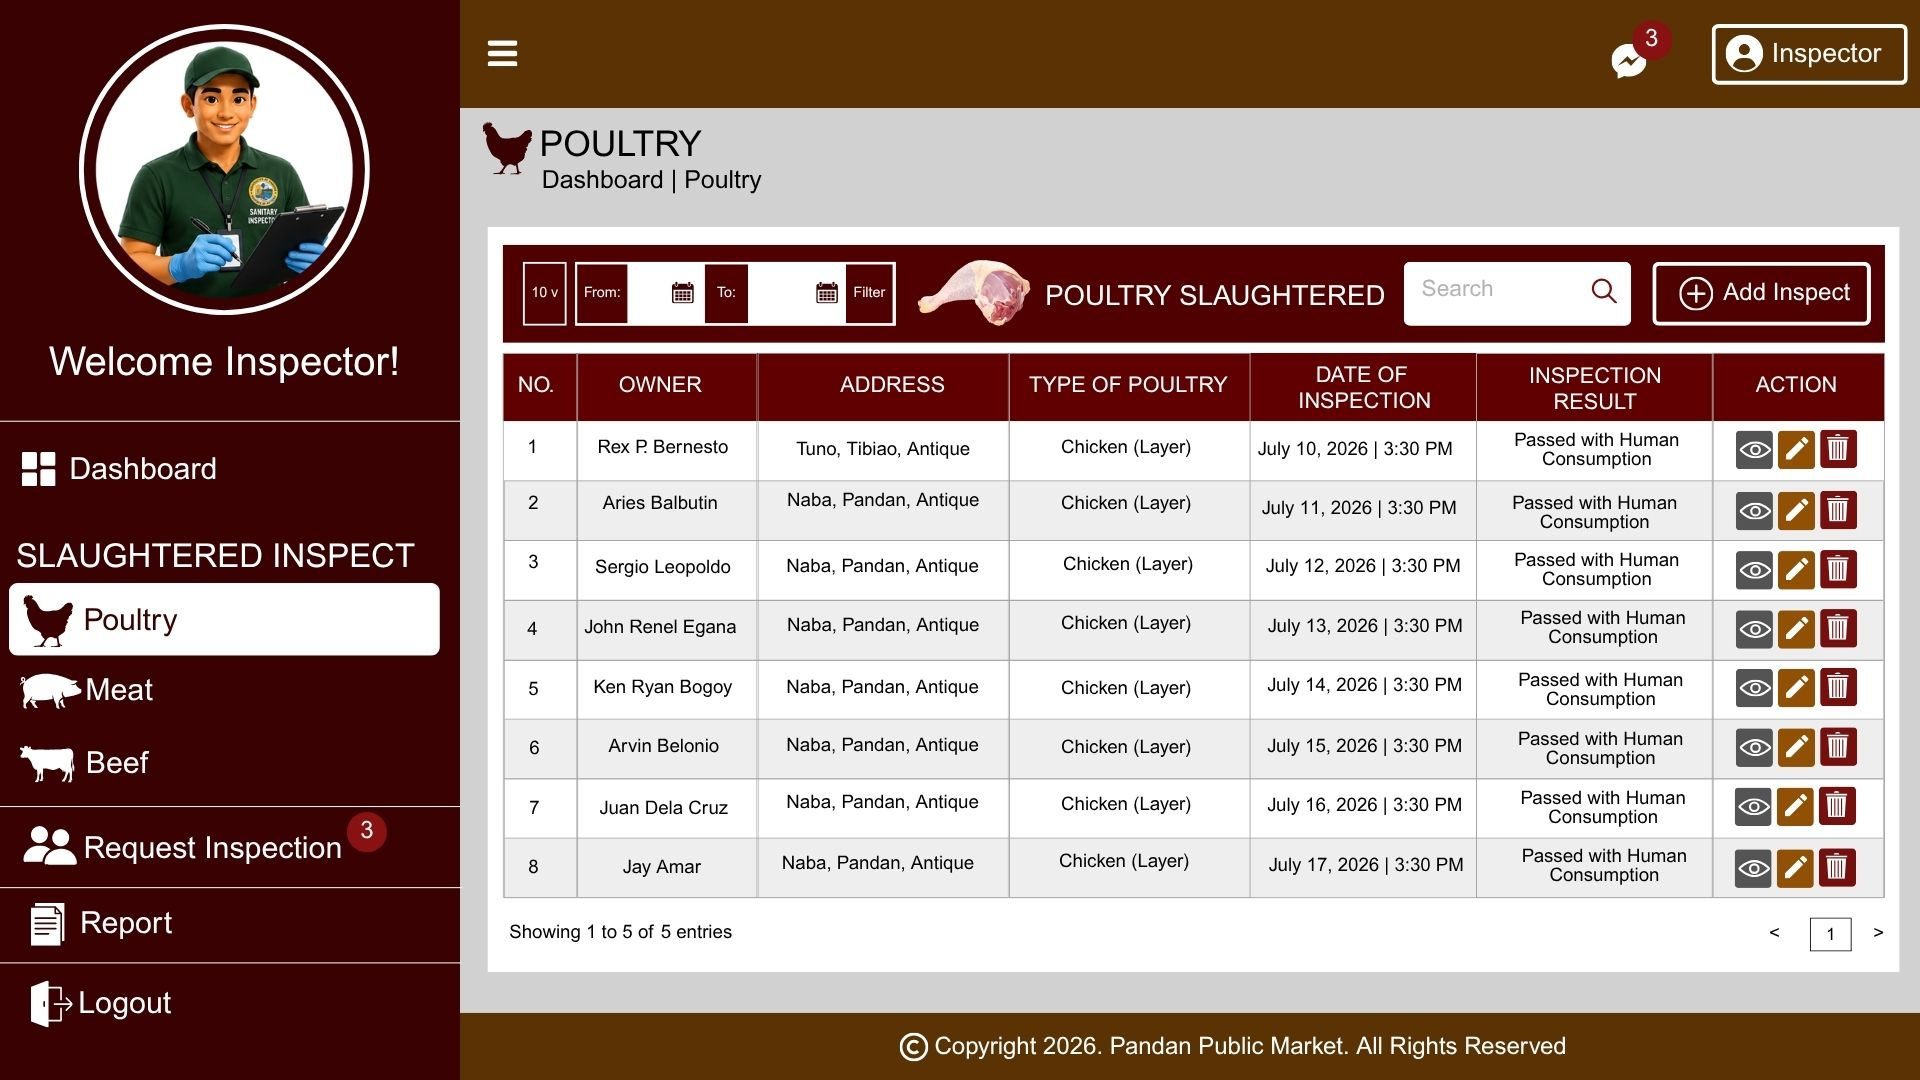 SANITARY
INSPECTOR
Welcome Inspector!
Dashboard
SLAUGHTERED INSPECT
Poultry
Meat
Beef
Request Inspection 3
Report
Logout
3
Inspector
POULTRY
Dashboard | Poultry
10 v From: To: Filter POULTRY SLAUGHTERED Search Add Inspect
NO. OWNER ADDRESS TYPE OF POULTRY DATE OF INSPECTION INSPECTION RESULT ACTION
1 Rex P. Bernesto Tuno, Tibiao, Antique Chicken (Layer) July 10, 2026 | 3:30 PM Passed with Human Consumption
2 Aries Balbutin Naba, Pandan, Antique Chicken (Layer) July 11, 2026 | 3:30 PM Passed with Human Consumption
3 Sergio Leopoldo Naba, Pandan, Antique Chicken (Layer) July 12, 2026 | 3:30 PM Passed with Human Consumption
4 John Renel Egana Naba, Pandan, Antique Chicken (Layer) July 13, 2026 | 3:30 PM Passed with Human Consumption
5 Ken Ryan Bogoy Naba, Pandan, Antique Chicken (Layer) July 14, 2026 | 3:30 PM Passed with Human Consumption
6 Arvin Belonio Naba, Pandan, Antique Chicken (Layer) July 15, 2026 | 3:30 PM Passed with Human Consumption
7 Juan Dela Cruz Naba, Pandan, Antique Chicken (Layer) July 16, 2026 | 3:30 PM Passed with Human Consumption
8 Jay Amar Naba, Pandan, Antique Chicken (Layer) July 17, 2026 | 3:30 PM Passed with Human Consumption
Showing 1 to 5 of 5 entries
< 1 >
© Copyright 2026. Pandan Public Market. All Rights Reserved